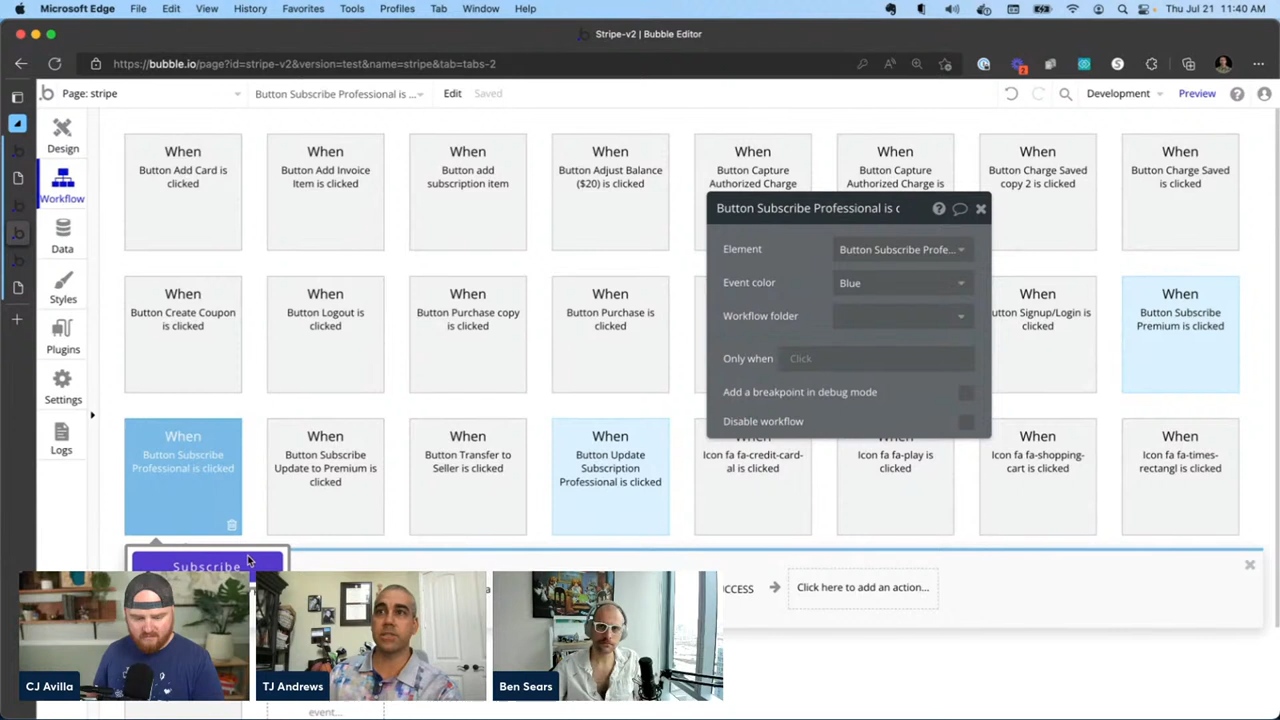 Microsoft Edge File Edit View History Favorites Tools Profiles Tab Window Help Thu Jul 21 11:40 AM
Stripe-v2 | Bubble Editor
https://bubble.io/page?id=stripe-v2&version=test&name=stripe&tab=tabs-2
Page: stripe
Button Subscribe Professional is ...
Edit
Saved
Development
Preview
Design
Workflow
Data
Styles
Plugins
Settings
Logs
When
Button Add Card is
clicked
When
Button Add Invoice
Item is clicked
When
Button add
subscription item
When
Button Adjust Balance
($20) is clicked
When
Button Capture
Authorized Charge
When
Button Capture
Authorized Charge is
When
Button Charge Saved
copy 2 is clicked
When
Button Charge Saved
is clicked
When
Button Create Coupon
is clicked
When
Button Logout is
clicked
When
Button Purchase copy
is clicked
When
Button Purchase is
clicked
When
utton Signup/Login is
clicked
When
Button Subscribe
Premium is clicked
When
Button Subscribe
Professional is clicked
When
Button Subscribe
Update to Premium is
clicked
When
Button Transfer to
Seller is clicked
When
Button Update
Subscription
Professional is clicked
When
Icon fa fa-credit-card-
al is clicked
When
Icon fa fa-play is
clicked
When
Icon fa fa-shopping-
cart is clicked
When
Icon fa fa-times-
rectangl is clicked
Button Subscribe Professional is c
Element
Button Subscribe Profe...
Event color
Blue
Workflow folder
Only when
Click
Add a breakpoint in debug mode
Disable workflow
Subscribe
UCCESS
Click here to add an action...
event...
CJ Avilla
TJ Andrews
Ben Sears